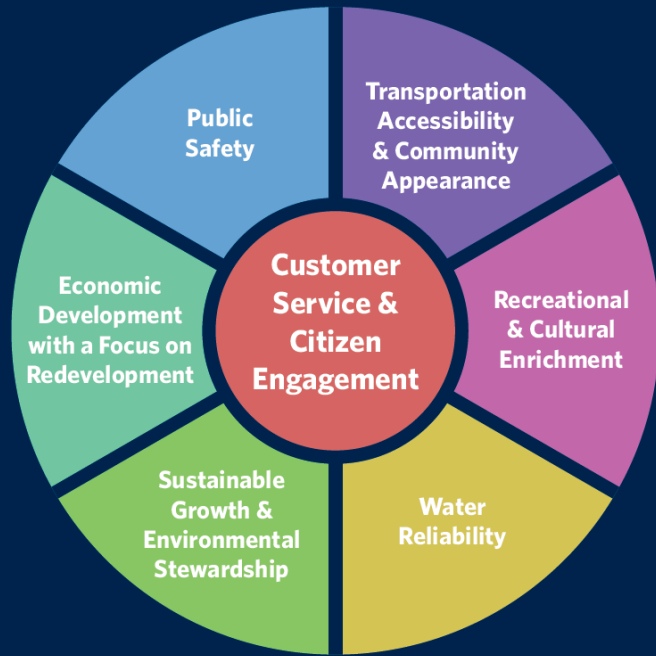 Public
Safety
Transportation
Accessibility
& Community
Appearance
Customer
Service &
Citizen
Engagement
Economic
Development
with a Focus on
Redevelopment
Recreational
& Cultural
Enrichment
Sustainable
Growth &
Environmental
Stewardship
Water
Reliability